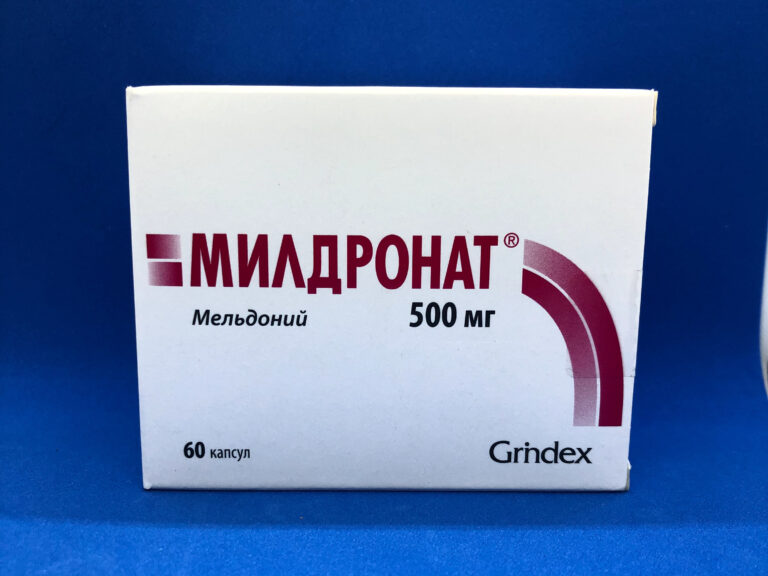 МИЛДРОНАТ®
Мельдоний 500 мг
60 капсул
Grindex